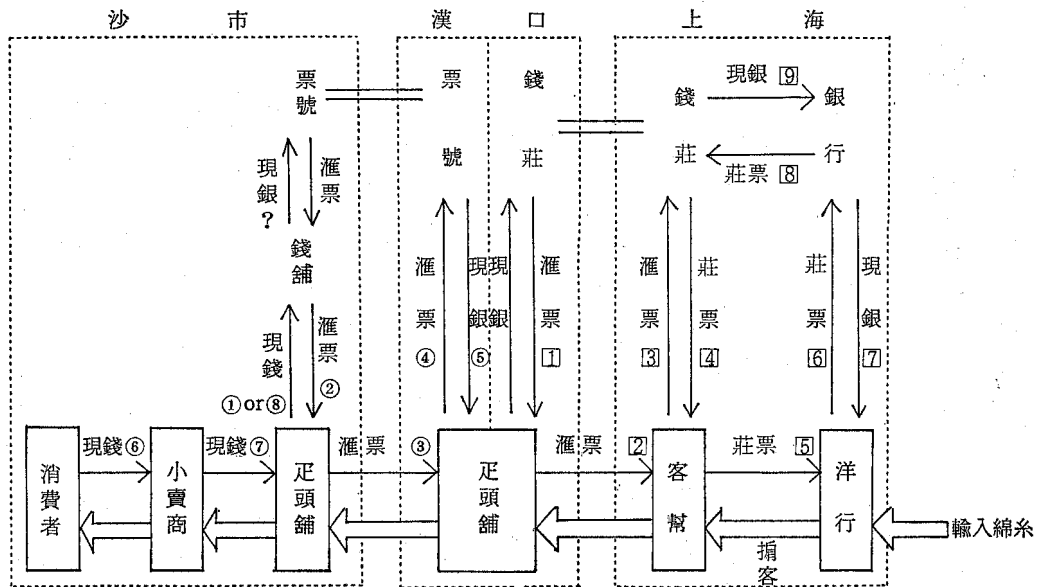 沙市
漢口
上海
票號
現銀?
滙票
錢舖
現錢
①or⑧
滙票
②
票號
滙票
④
現銀
⑤
錢莊
現銀
滙票
1
錢莊
現銀 9
銀行
莊票 8
滙票
3
莊票
4
莊票
6
現銀
7
消費者
現錢⑥
小賣商
現錢⑦
疋頭舖
滙票 ③
疋頭舖
滙票 2
客幫
莊票 5
洋行
掮客
輸入綿糸